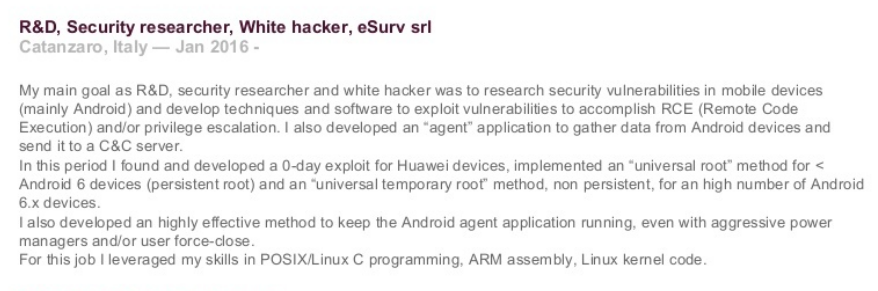 R&D, Security researcher, White hacker, eSurv srl
Catanzaro, Italy — Jan 2016 -
My main goal as R&D, security researcher and white hacker was to research security vulnerabilities in mobile devices
(mainly Android) and develop techniques and software to exploit vulnerabilities to accomplish RCE (Remote Code
Execution) and/or privilege escalation. I also developed an “agent” application to gather data from Android devices and
send it to a C&C server.
In this period I found and developed a 0-day exploit for Huawei devices, implemented an “universal root” method for <
Android 6 devices (persistent root) and an “universal temporary root” method, non persistent, for an high number of Android
6.x devices.
I also developed an highly effective method to keep the Android agent application running, even with aggressive power
managers and/or user force-close.
For this job I leveraged my skills in POSIX/Linux C programming, ARM assembly, Linux kernel code.